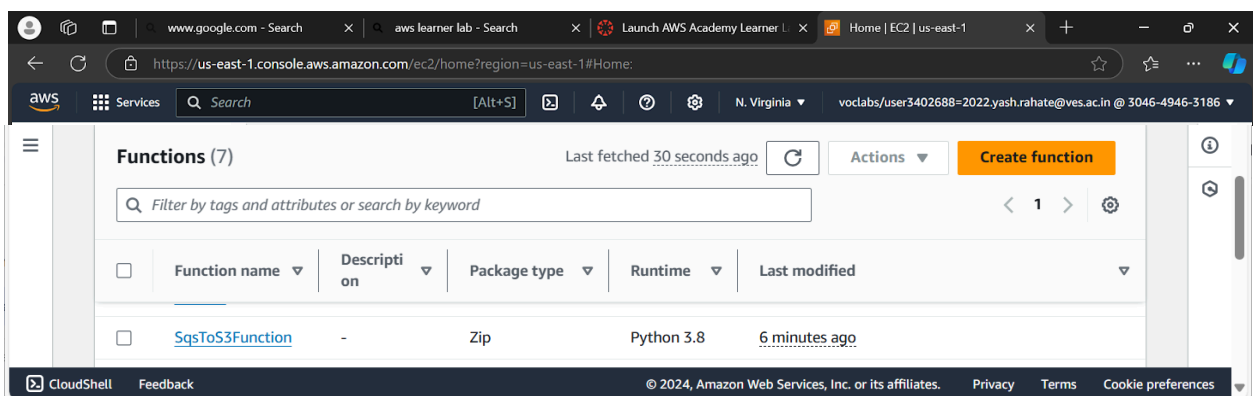 www.google.com - Search
aws learner lab - Search
Launch AWS Academy Learner L
Home | EC2 | us-east-1
https://us-east-1.console.aws.amazon.com/ec2/home?region=us-east-1#Home:
aws
Services
Search
[Alt+S]
N. Virginia
voclabs/user3402688=2022.yash.rahate@ves.ac.in @ 3046-4946-3186
Functions (7)
Last fetched 30 seconds ago
Actions
Create function
Filter by tags and attributes or search by keyword
1
Function name
Descripti
on
Package type
Runtime
Last modified
SqsToS3Function
-
Zip
Python 3.8
6 minutes ago
CloudShell
Feedback
© 2024, Amazon Web Services, Inc. or its affiliates.
Privacy
Terms
Cookie preferences